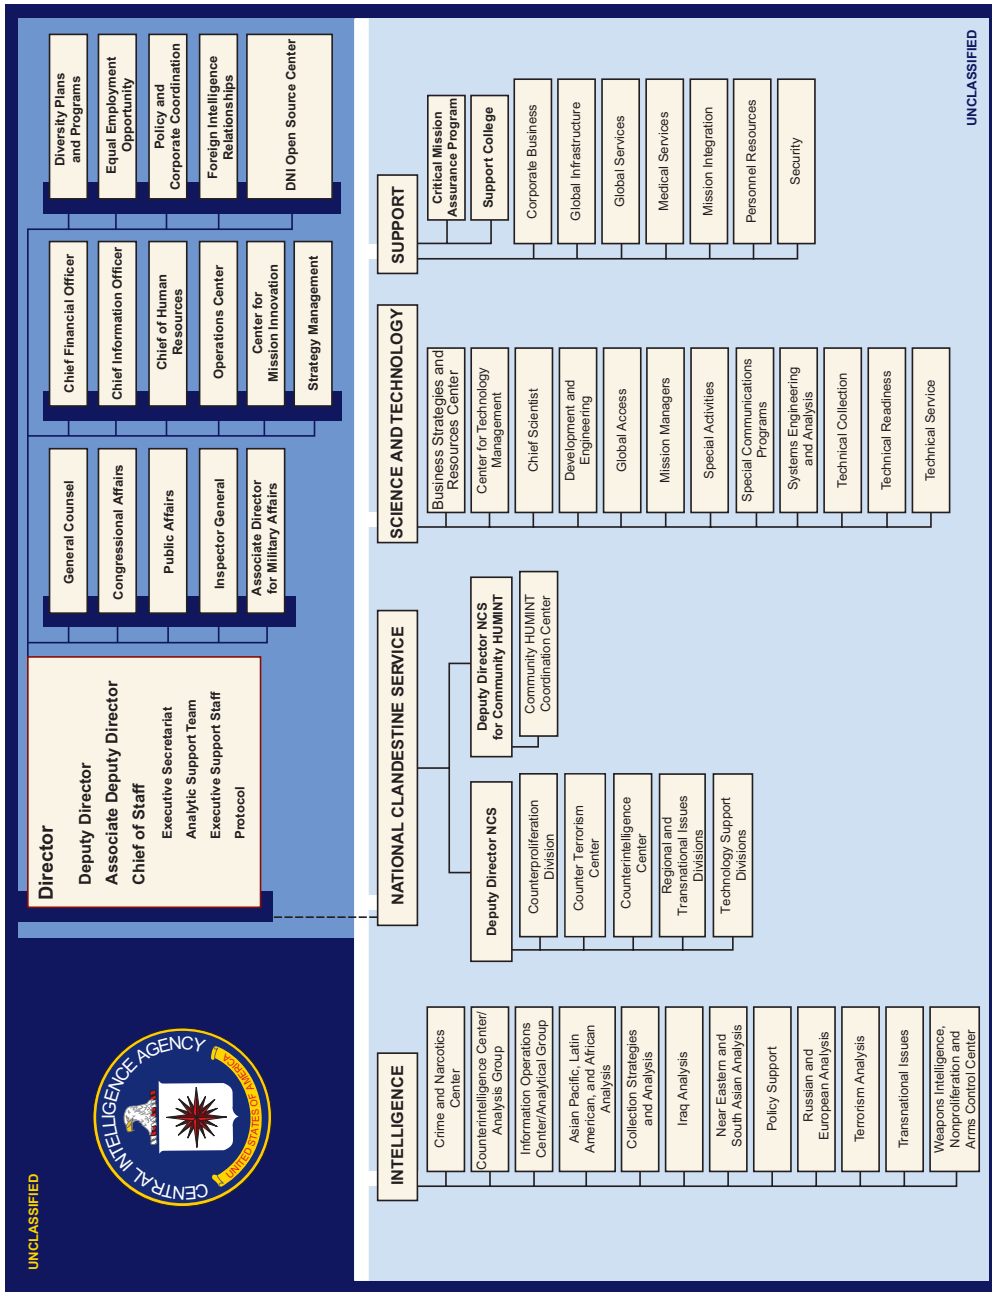 UNCLASSIFIED
CENTRAL INTELLIGENCE AGENCY
UNITED STATES OF AMERICA
Director
Deputy Director
Associate Deputy Director
Chief of Staff
Executive Secretariat
Analytic Support Team
Executive Support Staff
Protocol
General Counsel
Congressional Affairs
Public Affairs
Inspector General
Associate Director
for Military Affairs
Chief Financial Officer
Chief Information Officer
Chief of Human
Resources
Operations Center
Center for
Mission Innovation
Strategy Management
Diversity Plans
and Programs
Equal Employment
Opportunity
Policy and
Corporate Coordination
Foreign Intelligence
Relationships
DNI Open Source Center
INTELLIGENCE
Crime and Narcotics
Center
Counterintelligence Center/
Analysis Group
Information Operations
Center/Analytical Group
Asian Pacific, Latin
American, and African
Analysis
Collection Strategies
and Analysis
Iraq Analysis
Near Eastern and
South Asian Analysis
Policy Support
Russian and
European Analysis
Terrorism Analysis
Transnational Issues
Weapons Intelligence,
Nonproliferation and
Arms Control Center
NATIONAL CLANDESTINE SERVICE
Deputy Director NCS
Counterproliferation
Division
Counter Terrorism
Center
Counterintelligence
Center
Regional and
Transnational Issues
Divisions
Technology Support
Divisions
Deputy Director NCS
for Community HUMINT
Community HUMINT
Coordination Center
SCIENCE AND TECHNOLOGY
Business Strategies and
Resources Center
Center for Technology
Management
Chief Scientist
Development and
Engineering
Global Access
Mission Managers
Special Activities
Special Communications
Programs
Systems Engineering
and Analysis
Technical Collection
Technical Readiness
Technical Service
SUPPORT
Critical Mission
Assurance Program
Support College
Corporate Business
Global Infrastructure
Global Services
Medical Services
Mission Integration
Personnel Resources
Security
UNCLASSIFIED